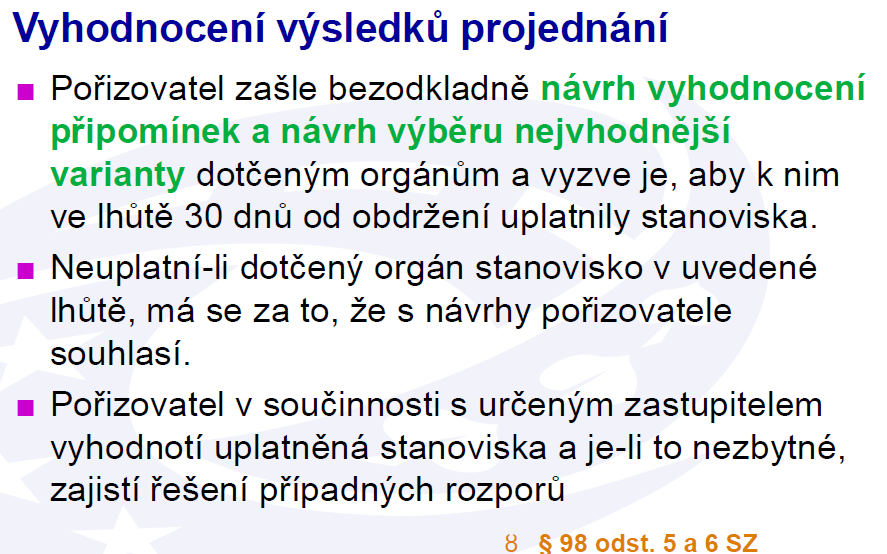 Vyhodnocení výsledků projednání
Pořizovatel zašle bezodkladně návrh vyhodnocení
připomínek a návrh výběru nejvhodnější
varianty dotčeným orgánům a vyzve je, aby k nim
ve lhůtě 30 dnů od obdržení uplatnily stanoviska.
Neuplatní-li dotčený orgán stanovisko v uvedené
lhůtě, má se za to, že s návrhy pořizovatele
souhlasí.
Pořizovatel v součinnosti s určeným zastupitelem
vyhodnotí uplatněná stanoviska a je-li to nezbytné,
zajistí řešení případných rozporů
8 § 98 odst. 5 a 6 SZ